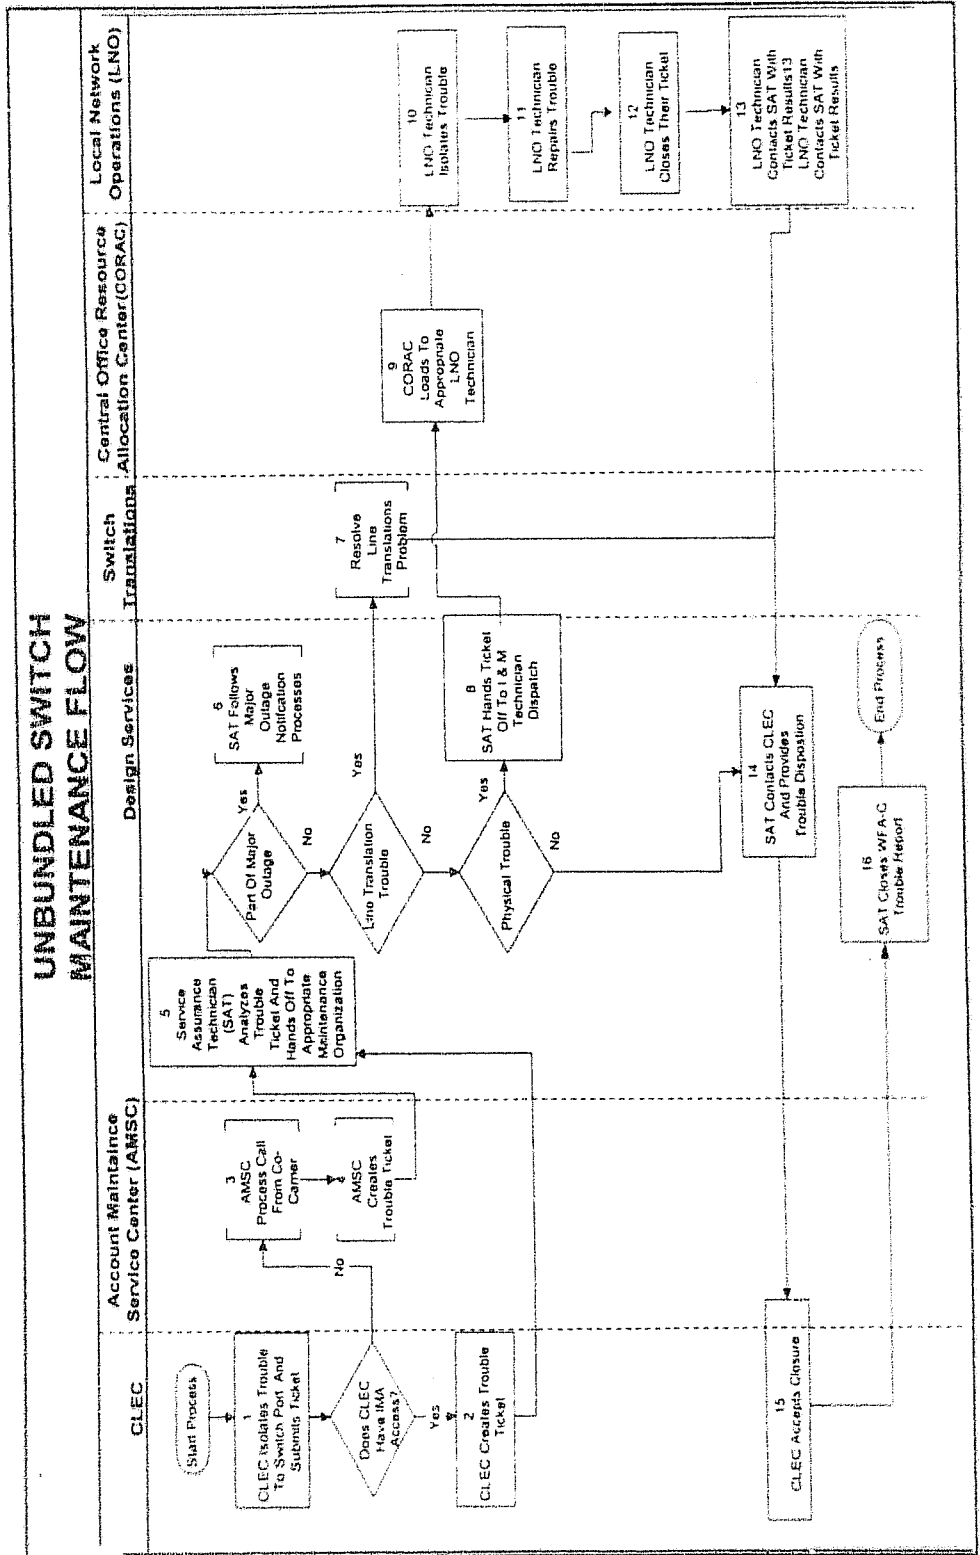 UNBUNDLED SWITCH
MAINTENANCE FLOW
CLEC
Account Maintaince
Service Center (AMSC)
Design Services
Switch
Translations
Central Office Resource
Allocation Center(CORAC)
Local Network
Operations (LNO)
Start Process
1
CLEC Isolates Trouble
To Switch Port And
Submits Ticket
Does CLEC
Have IMA
Access?
No
Yes
2
CLEC Creates Trouble
Ticket
3
AMSC
Process Call
From Co-
Carrier
4
AMSC
Creates
Trouble Ticket
5
Service
Assurance
Technician
(SAT)
Analyzes
Trouble
Ticket And
Hands Off To
Appropriate
Maintenance
Organization
Part Of Major
Outage
Yes
No
6
SAT Follows
Major
Outage
Notifcation
Processes
Line Translation
Trouble
Yes
No
7
Resolve
Line
Translations
Problem
Physical Trouble
Yes
No
8
SAT Hands Ticket
Off To I & M
Technician
Dispatch
9
CORAC
Loads To
Appropriate
LNO
Technician
10
LNO Technician
Isolates Trouble
11
LNO Technician
Repairs Trouble
12
LNO Technician
Closes Their Ticket
13
LNO Technician
Contacts SAT With
Ticket Results13
LNO Technician
Contacts SAT With
Ticket Results
14
SAT Contacts CLEC
And Provides
Trouble Dispostion
15
CLEC Accepts Closure
16
SAT Closes WFA-C
Trouble Report
End Process